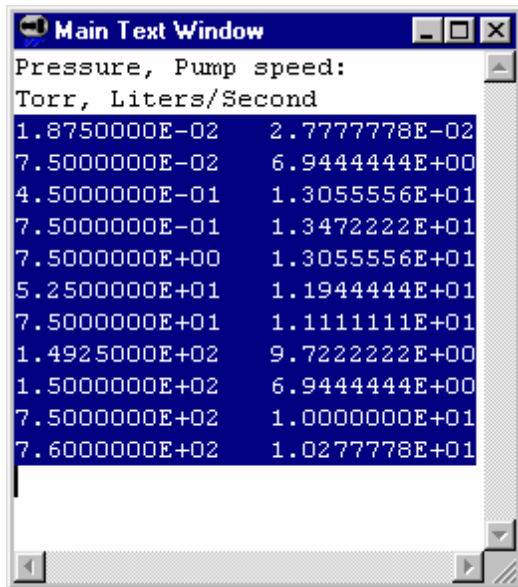 Main Text Window
Pressure, Pump speed:
Torr, Liters/Second
1.8750000E-02 2.7777778E-02
7.5000000E-02 6.9444444E+00
4.5000000E-01 1.3055556E+01
7.5000000E-01 1.3472222E+01
7.5000000E+00 1.3055556E+01
5.2500000E+01 1.1944444E+01
7.5000000E+01 1.1111111E+01
1.4925000E+02 9.7222222E+00
1.5000000E+02 6.9444444E+00
7.5000000E+02 1.0000000E+01
7.6000000E+02 1.0277778E+01